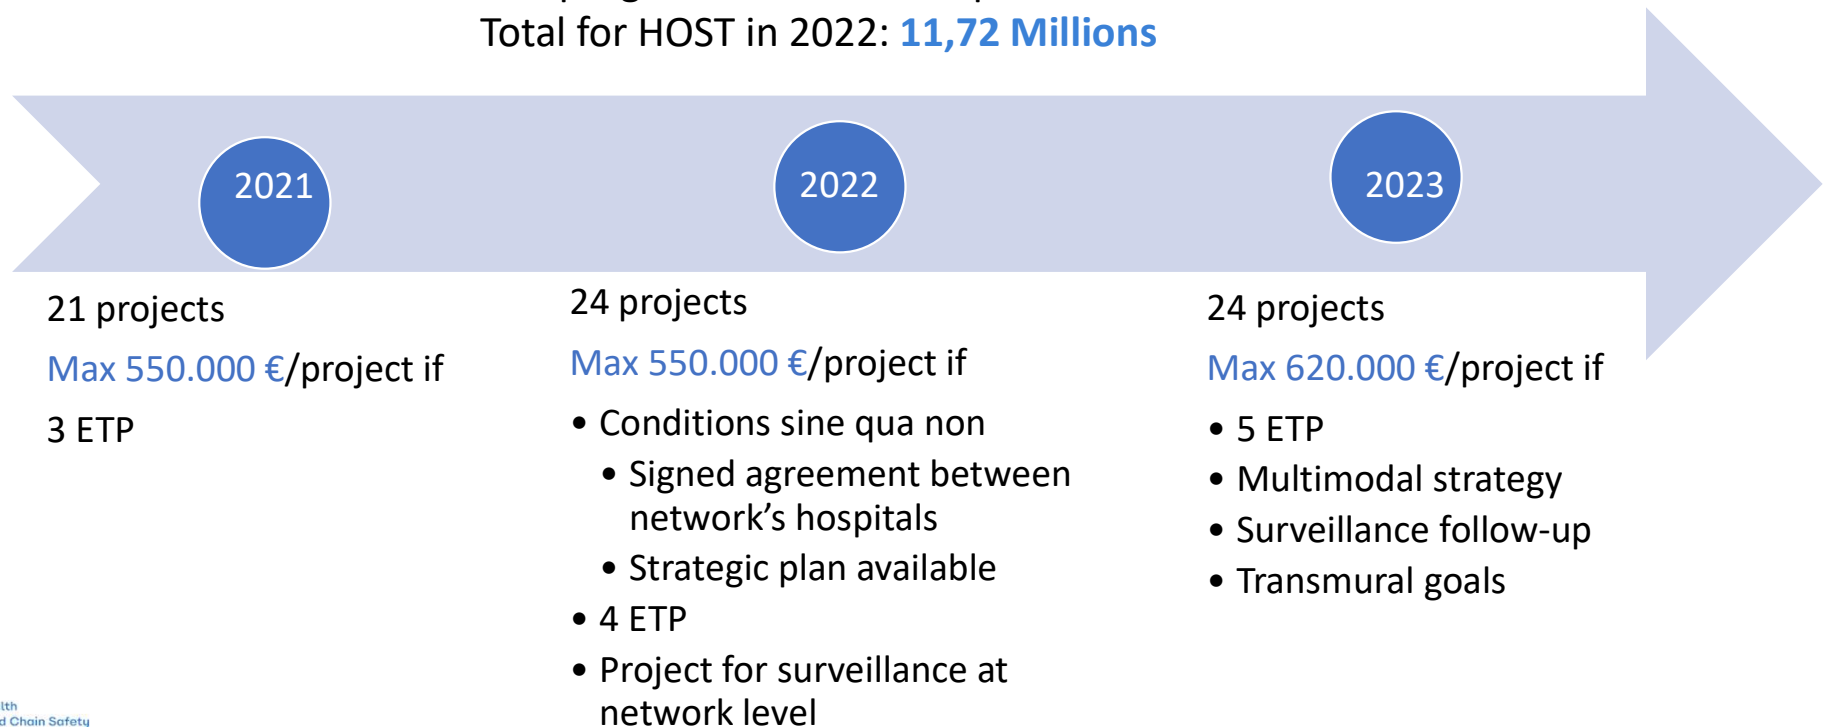 Total for HOST in 2022: 11,72 Millions
2021
2022
2023
21 projects
Max 550.000 €/project if
3 ETP
24 projects
Max 550.000 €/project if
• Conditions sine qua non
• Signed agreement between
network’s hospitals
• Strategic plan available
• 4 ETP
• Project for surveillance at
network level
24 projects
Max 620.000 €/project if
• 5 ETP
• Multimodal strategy
• Surveillance follow-up
• Transmural goals
d Chain Safety